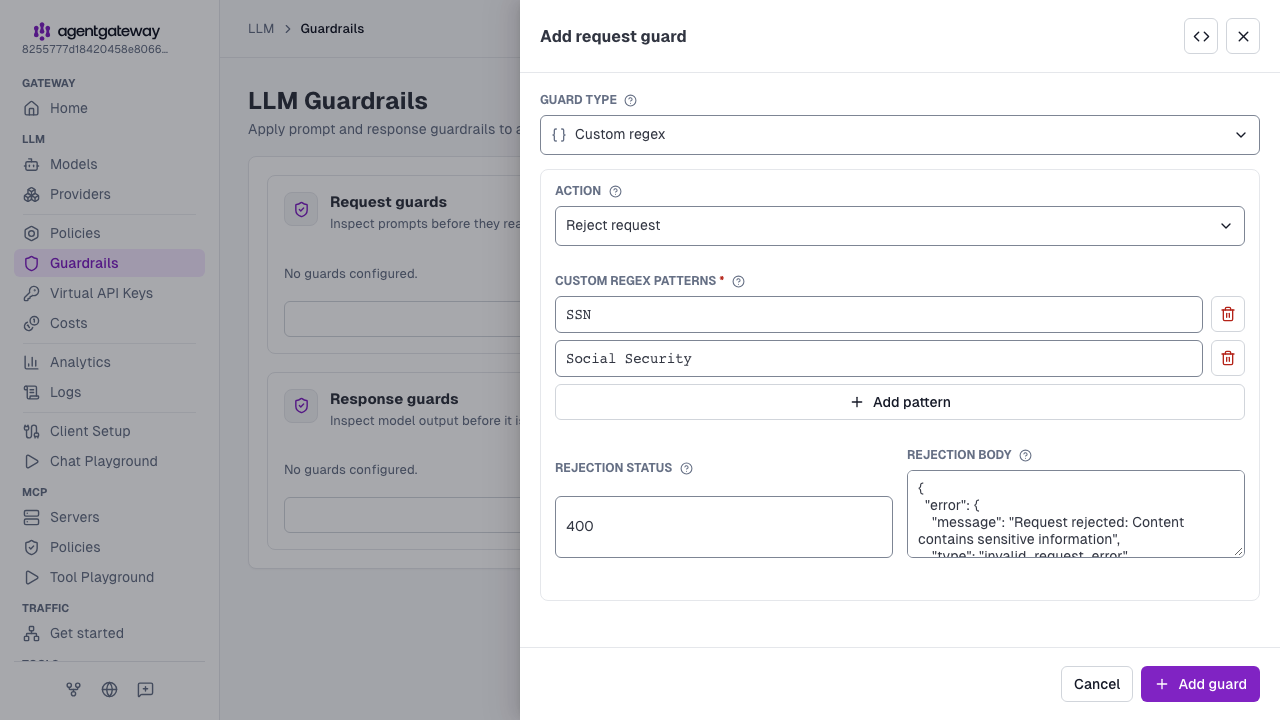 agentgateway
8255777d18420458e8066...
GATEWAY
Home
LLM
Models
Providers
Policies
Guardrails
Virtual API Keys
Costs
Analytics
Logs
Client Setup
Chat Playground
MCP
Servers
Policies
Tool Playground
TRAFFIC
Get started
LLM > Guardrails
LLM Guardrails
Apply prompt and response guardrails to
Request guards
Inspect prompts before they rea
No guards configured.
Response guards
Inspect model output before it is
No guards configured.
Add request guard
GUARD TYPE
{ } Custom regex
ACTION
Reject request
CUSTOM REGEX PATTERNS *
SSN
Social Security
+ Add pattern
REJECTION STATUS
400
REJECTION BODY
{
"error": {
"message": "Request rejected: Content
contains sensitive information",
"type": "invalid_request_error"
Cancel
+ Add guard